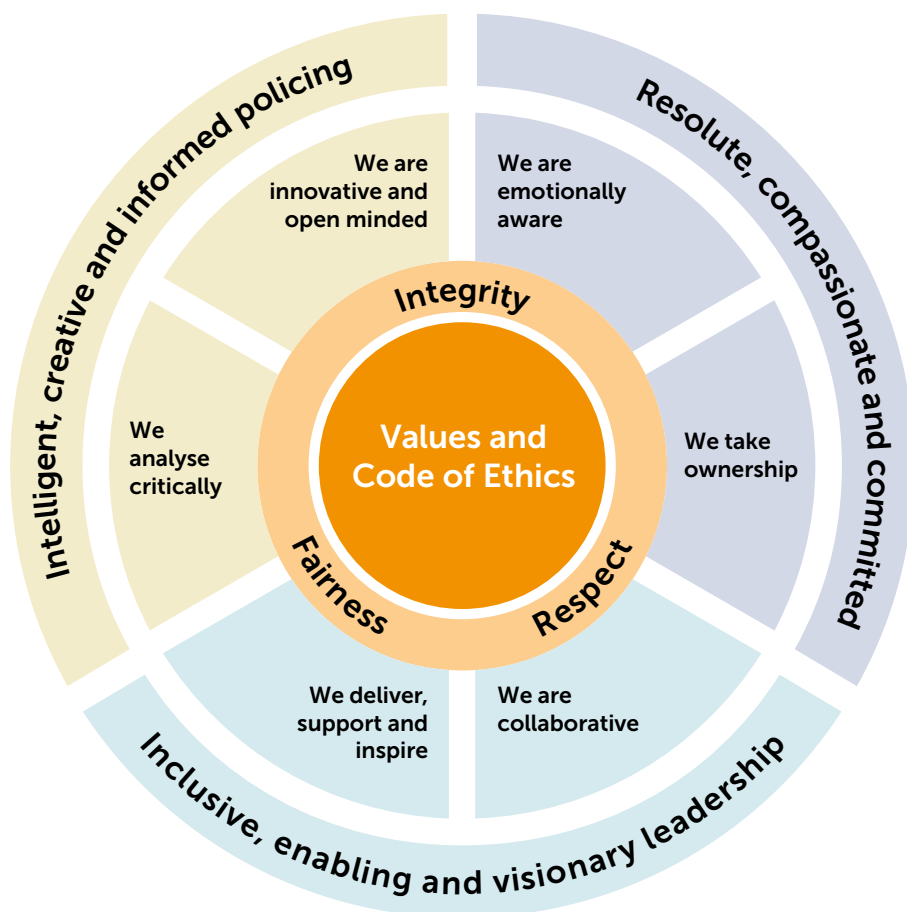 Intelligent, creative and informed policing
Resolute, compassionate and committed
We are
innovative and
open minded
We are
emotionally
aware
Integrity
We
analyse
critically
Values and
Code of Ethics
We take
ownership
Fairness
Respect
We deliver,
support and
inspire
We are
collaborative
Inclusive, enabling and visionary leadership